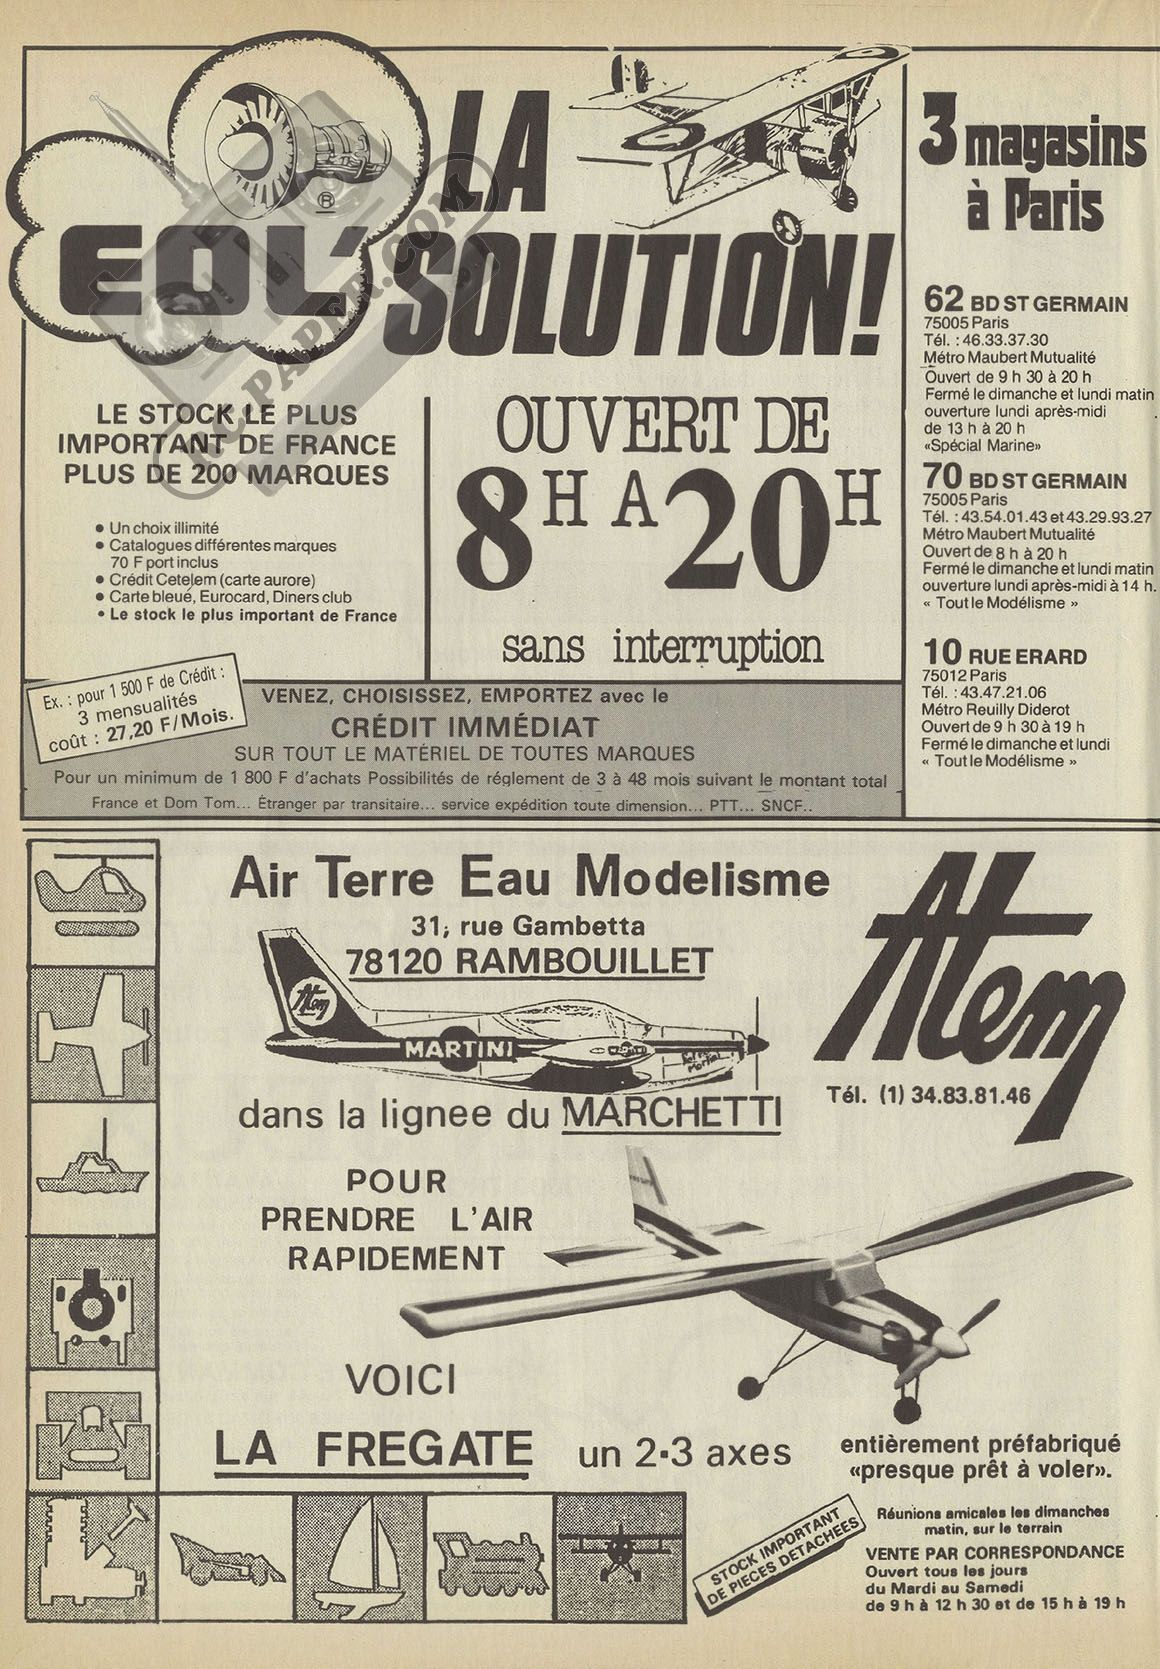 EOL'
®
LA
SOLUTION!
RCPAPER.COM
LE STOCK LE PLUS
IMPORTANT DE FRANCE
PLUS DE 200 MARQUES
• Un choix illimité
• Catalogues différentes marques
70 F port inclus
• Crédit Cetelem (carte aurore)
• Carte bleue, Eurocard, Diners club
• Le stock le plus important de France
OUVERT DE
8H A 20H
sans interruption
Ex. : pour 1 500 F de Crédit :
3 mensualités
coût : 27,20 F/Mois.
VENEZ, CHOISISSEZ, EMPORTEZ avec le
CRÉDIT IMMÉDIAT
SUR TOUT LE MATÉRIEL DE TOUTES MARQUES
Pour un minimum de 1 800 F d'achats Possibilités de réglement de 3 à 48 mois suivant le montant total
France et Dom Tom... Étranger par transitaire... service expédition toute dimension... PTT... SNCF..
3 magasins
à Paris
62 BD ST GERMAIN
75005 Paris
Tél. : 46.33.37.30
Métro Maubert Mutualité
Ouvert de 9 h 30 à 20 h
Fermé le dimanche et lundi matin
ouverture lundi après-midi
de 13 h à 20 h
«Spécial Marine»
70 BD ST GERMAIN
75005 Paris
Tél. : 43.54.01.43 et 43.29.93.27
Métro Maubert Mutualité
Ouvert de 8 h à 20 h
Fermé le dimanche et lundi matin
ouverture lundi après-midi à 14 h.
« Tout le Modélisme »
10 RUE ERARD
75012 Paris
Tél. : 43.47.21.06
Métro Reuilly Diderot
Ouvert de 9 h 30 à 19 h
Fermé le dimanche et lundi
« Tout le Modélisme »
Air Terre Eau Modelisme
31, rue Gambetta
78120 RAMBOUILLET
Atem
MARTINI
Martini
dans la lignee du MARCHETTI
Atem
Tél. (1) 34.83.81.46
POUR
PRENDRE L'AIR
RAPIDEMENT
VOICI
LA FREGATE un 2-3 axes
entièrement préfabriqué
«presque prêt à voler».
STOCK IMPORTANT
DE PIECES DETACHEES
Réunions amicales les dimanches
matin, sur le terrain
VENTE PAR CORRESPONDANCE
Ouvert tous les jours
du Mardi au Samedi
de 9 h à 12 h 30 et de 15 h à 19 h